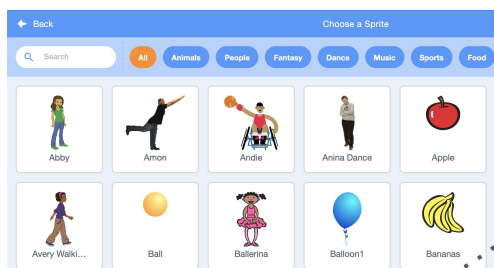 Back
Choose a Sprite
Search
All
Animals
People
Fantasy
Dance
Music
Sports
Food
Abby
Amon
Andie
Anina Dance
Apple
Avery Walki...
Ball
Ballerina
Balloon1
Bananas